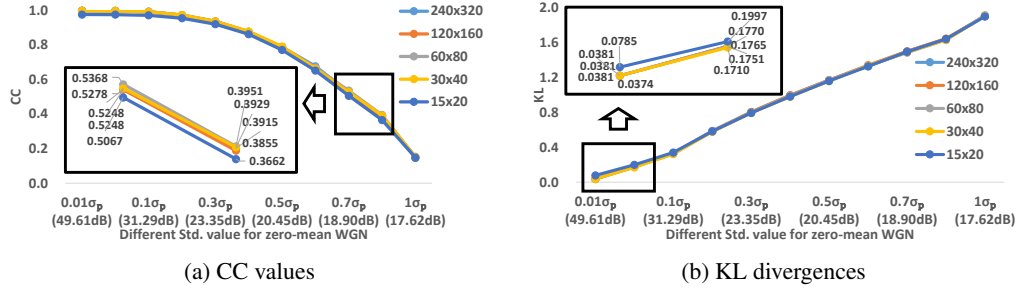 CC
1.0
0.8
0.6
0.4
0.2
0.0
240x320
120x160
60x80
30x40
15x20
0.5368
0.5278
0.5248
0.5248
0.5067
0.3951
0.3929
0.3915
0.3855
0.3662
0.01σp 0.1σp 0.3σp 0.5σp 0.7σp 1σp
(49.61dB) (31.29dB) (23.35dB) (20.45dB) (18.90dB) (17.62dB)
Different Std. value for zero-mean WGN
(a) CC values
KL
2.0
1.6
1.2
0.8
0.4
0.0
0.0785
0.0381
0.0381
0.0381
0.0374
0.1997
0.1770
0.1765
0.1751
0.1710
240x320
120x160
60x80
30x40
15x20
0.01σp 0.1σp 0.3σp 0.5σp 0.7σp 1σp
(49.61dB) (31.29dB) (23.35dB) (20.45dB) (18.90dB) (17.62dB)
Different Std. value for zero-mean WGN
(b) KL divergences